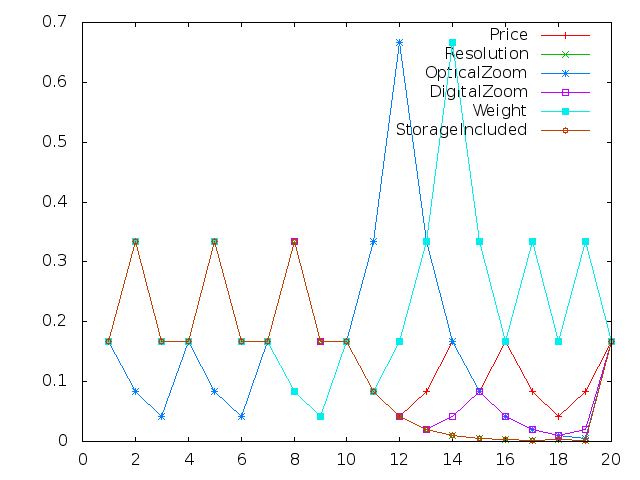 0.7
Price
Resolution
OpticalZoom
DigitalZoom
Weight
StorageIncluded
0.6
0.5
0.4
0.3
0.2
0.1
0
0 2 4 6 8 10 12 14 16 18 20